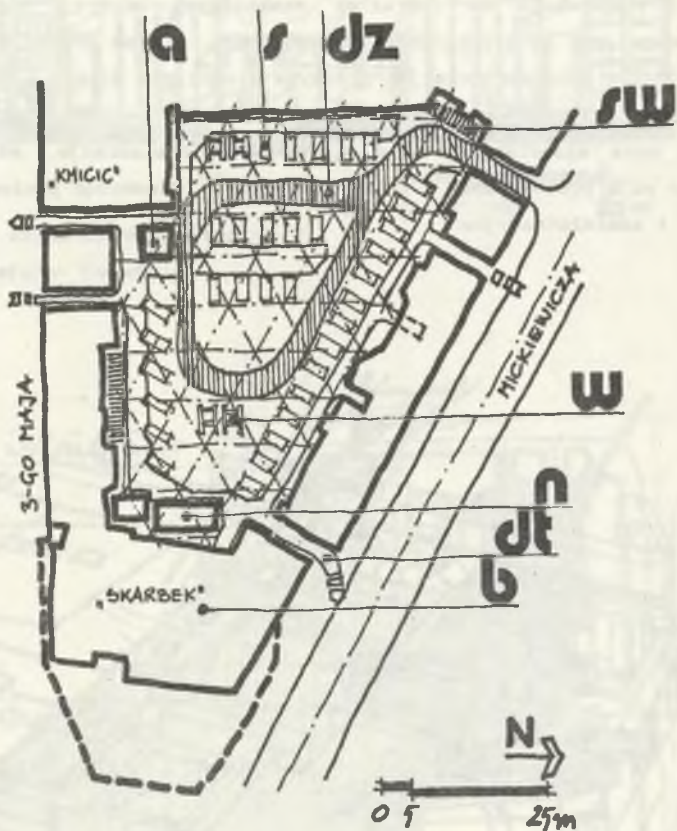 a s dz
sw
"KHICIC"
MICKIEWICZA
3-GO MAJA
w
n
dt
"SKARBEK"
b
N
0 5 25m